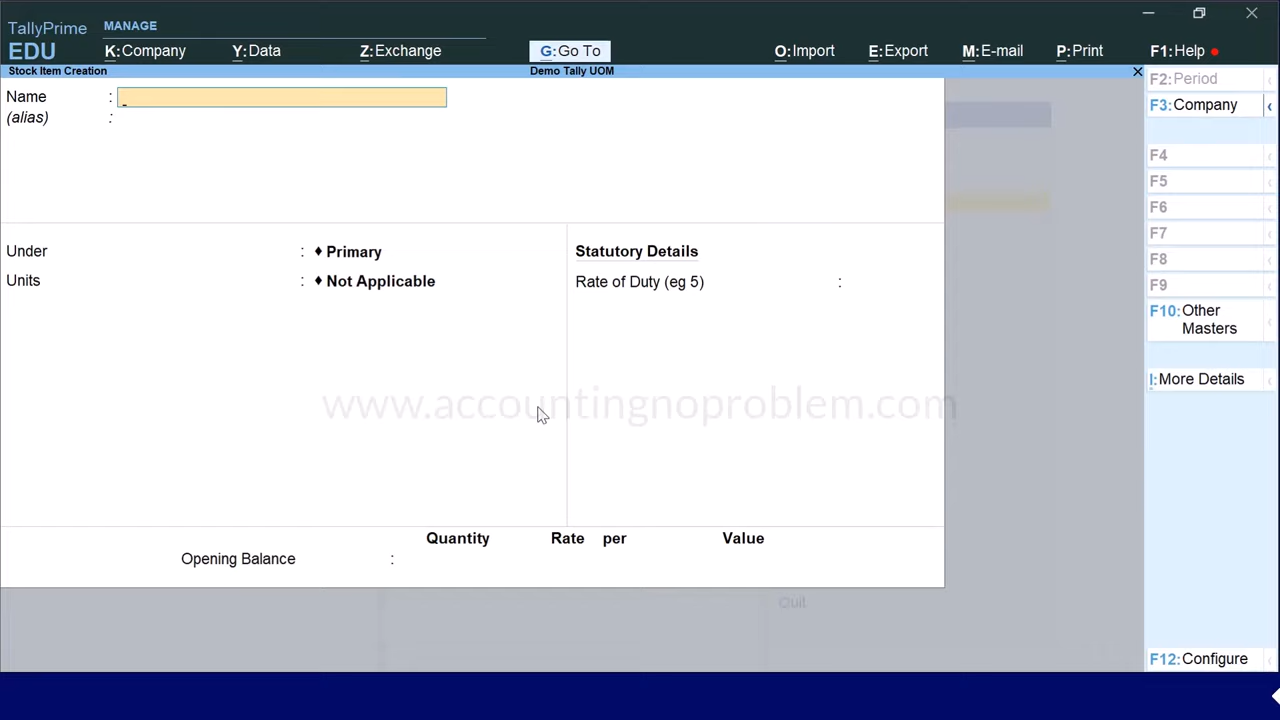 TallyPrime MANAGE
EDU K:Company Y:Data Z:Exchange G:Go To O:Import E:Export M:E-mail P:Print F1:Help
Stock Item Creation Demo Tally UOM
Name :
(alias) :
Under : ♦ Primary
Units : ♦ Not Applicable
Statutory Details
Rate of Duty (eg 5) :
www.accountingnoproblem.com
Quantity Rate per Value
Opening Balance :
Quit
F2:Period
F3:Company
F4
F5
F6
F7
F8
F9
F10:Other
Masters
I:More Details
F12:Configure